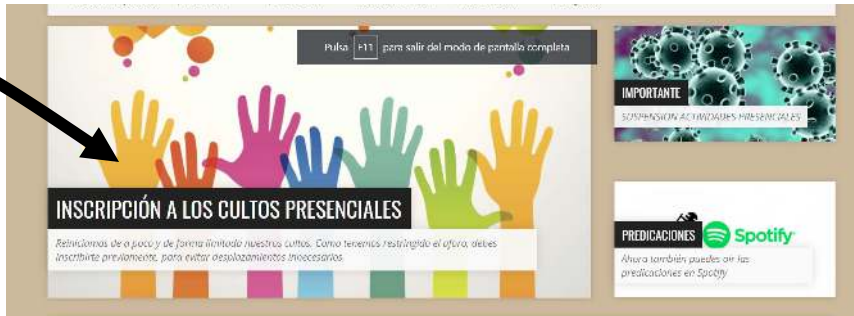 Pulsa F11 para salir del modo de pantalla completa
INSCRIPCIÓN A LOS CULTOS PRESENCIALES
Reiniciamos de a poco y de forma limitada nuestros cultos. Como tenemos restringido el aforo, debes
inscribirte previamente, para evitar desplazamientos innecesarios
IMPORTANTE
SUSPENSION ACTIVIDADES PRESENCIALES
PREDICACIONES
Spotify
Ahora también puedes oir las
predicaciones en Spotify